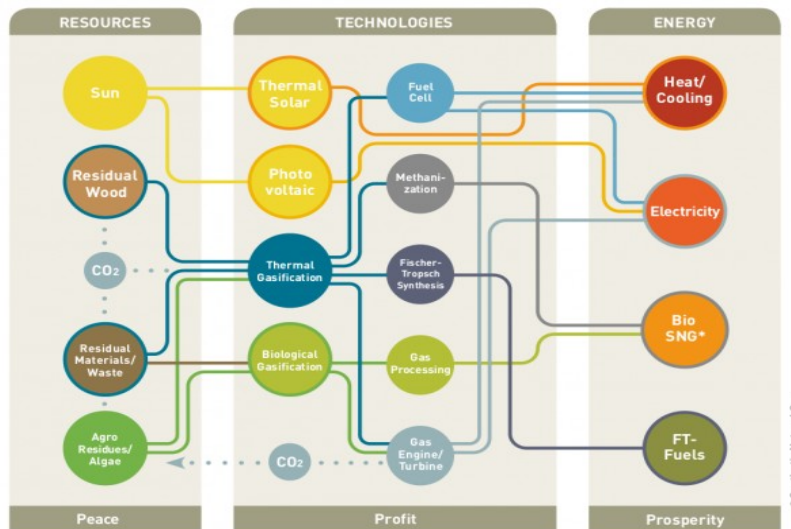 RESOURCES
TECHNOLOGIES
ENERGY
Sun
Residual
Wood
CO2
Residual
Materials/
Waste
Agro
Residues/
Algae
Thermal
Solar
Photo
voltaic
Thermal
Gasification
Biological
Gasification
CO2
Fuel
Cell
Methani-
zation
Fischer-
Tropsch
Synthesis
Gas
Processing
Gas
Engine/
Turbine
Heat/
Cooling
Electricity
Bio
SNG*
FT-
Fuels
Peace
Profit
Prosperity